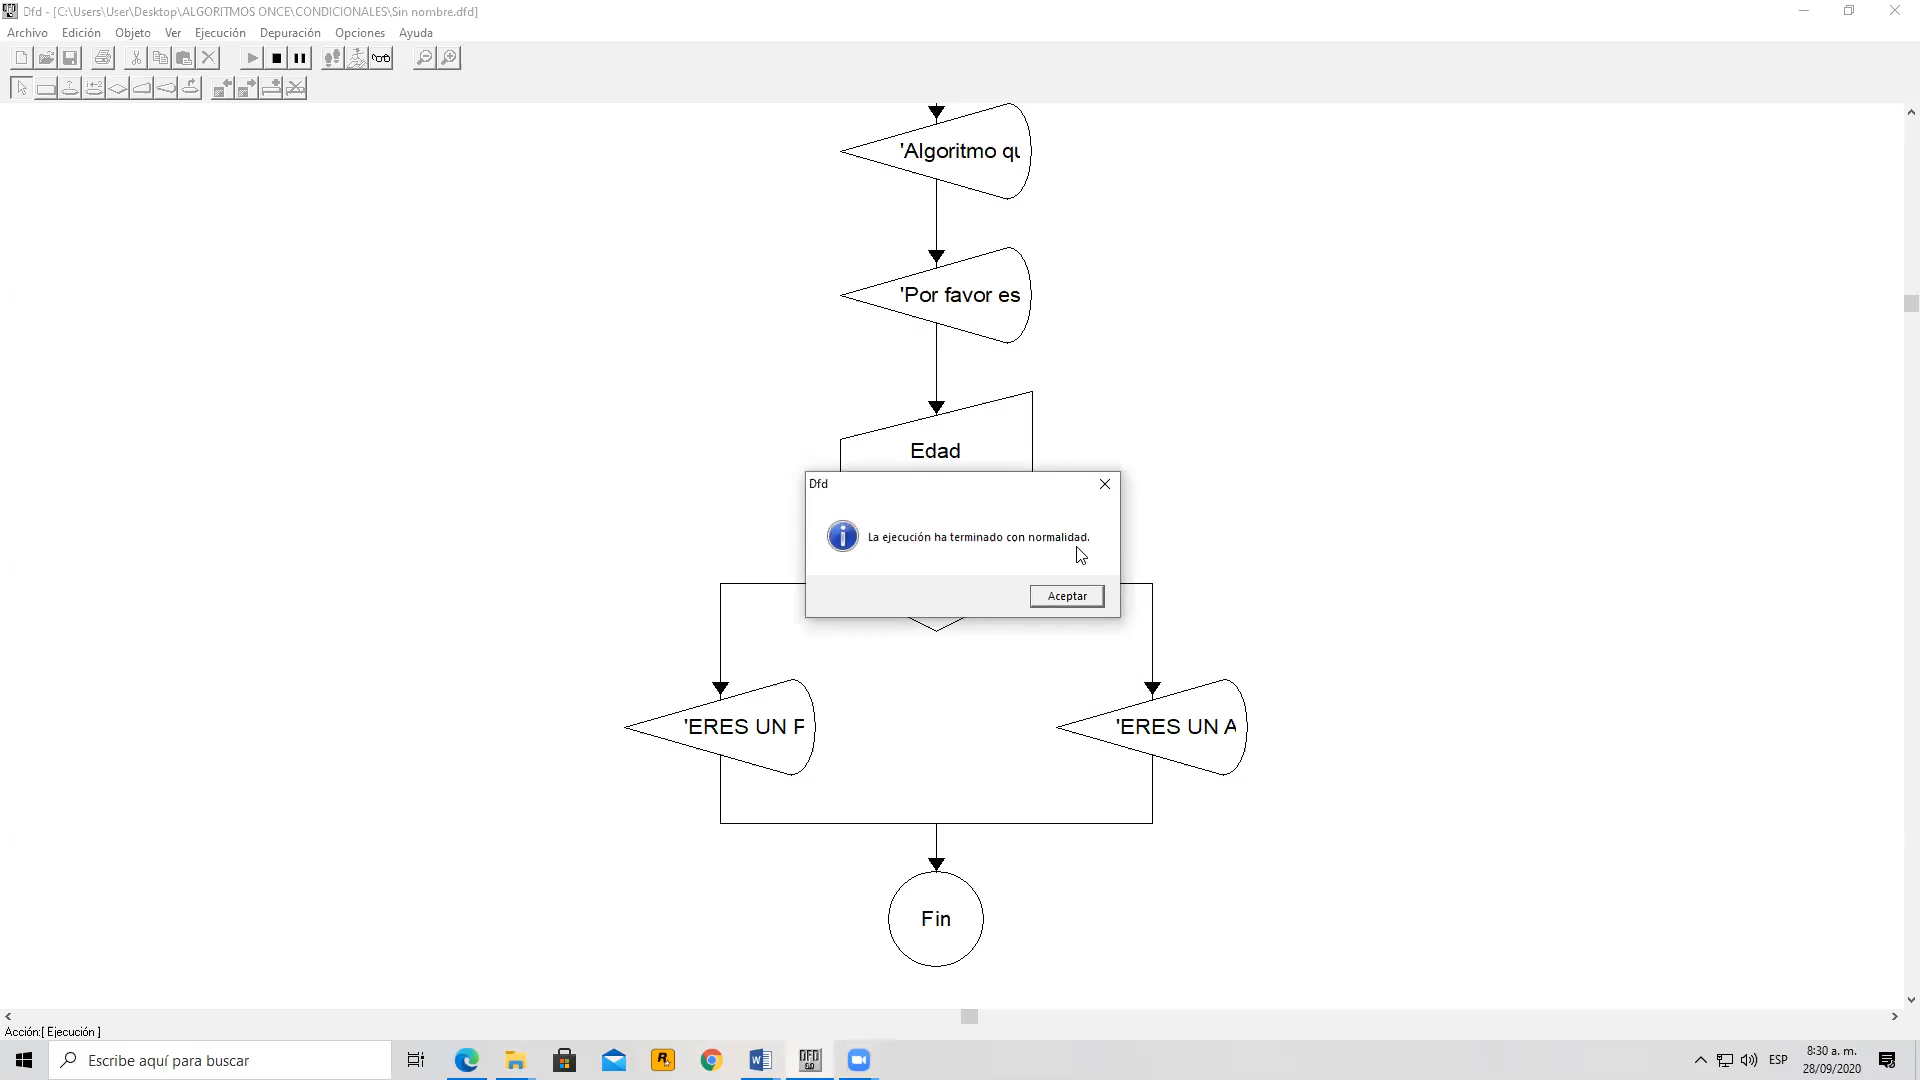 Dfd - [C:\Users\User\Desktop\ALGORITMOS ONCE\CONDICIONALES\Sin nombre.dfd]
Archivo Edición Objeto Ver Ejecución Depuración Opciones Ayuda
'Algoritmo qu
'Por favor es
Edad
Dfd
La ejecución ha terminado con normalidad.
Aceptar
'ERES UN F 'ERES UN A
Fin
Acción:[ Ejecución ]
Escribe aquí para buscar
ESP
8:30 a. m.
28/09/2020